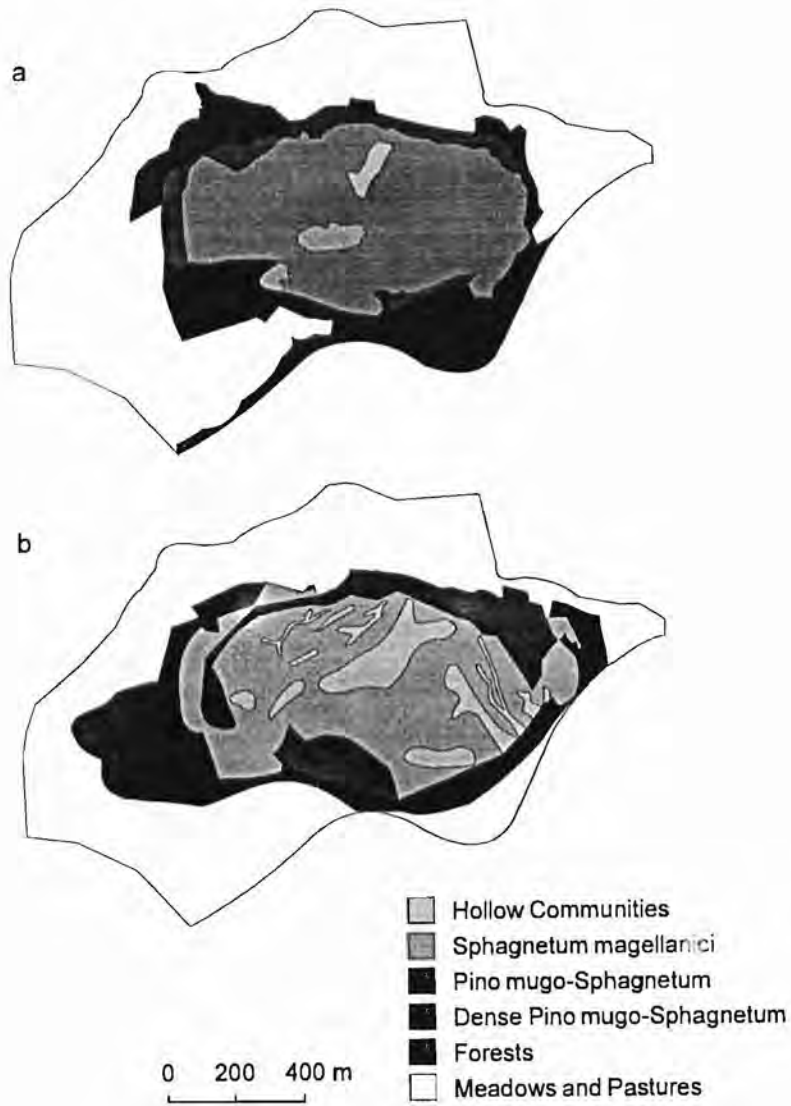 a
b
Hollow Communities
Sphagnetum magellanici
Pino mugo-Sphagnetum
Dense Pino mugo-Sphagnetum
Forests
Meadows and Pastures
0 200 400 m